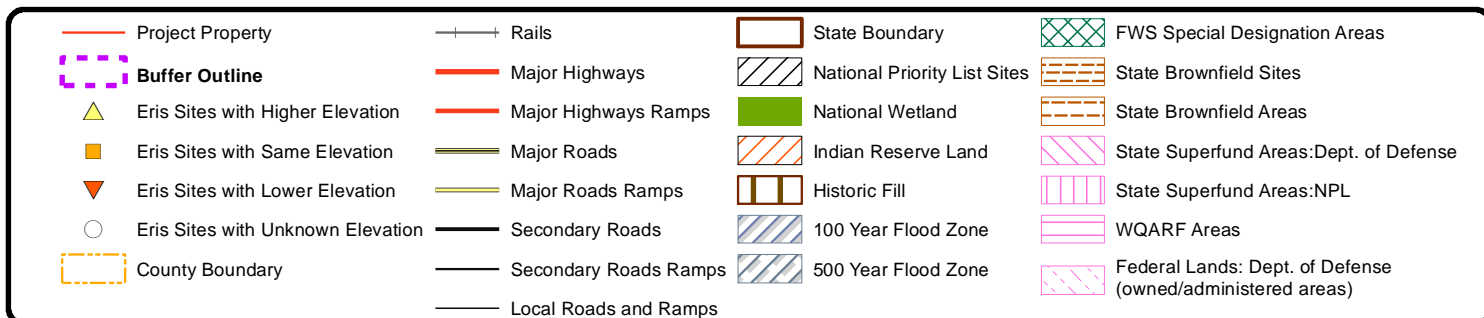 Project Property
Buffer Outline
Eris Sites with Higher Elevation
Eris Sites with Same Elevation
Eris Sites with Lower Elevation
Eris Sites with Unknown Elevation
County Boundary
Rails
Major Highways
Major Highways Ramps
Major Roads
Major Roads Ramps
Secondary Roads
Secondary Roads Ramps
Local Roads and Ramps
State Boundary
National Priority List Sites
National Wetland
Indian Reserve Land
Historic Fill
100 Year Flood Zone
500 Year Flood Zone
FWS Special Designation Areas
State Brownfield Sites
State Brownfield Areas
State Superfund Areas:Dept. of Defense
State Superfund Areas:NPL
WQARF Areas
Federal Lands: Dept. of Defense
(owned/administered areas)